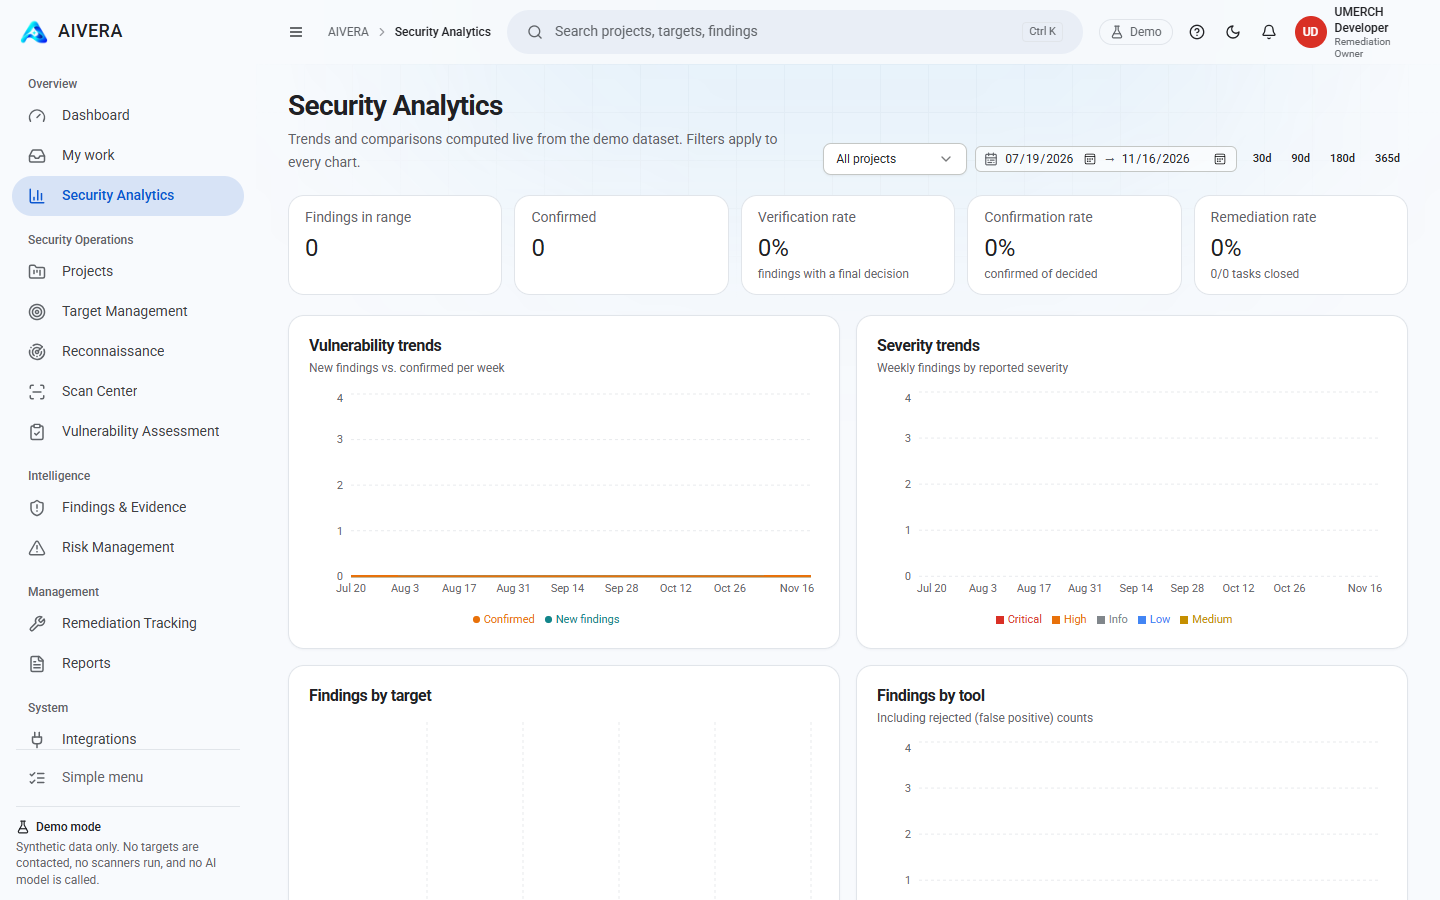 AIVERA
AIVERA > Security Analytics
Search projects, targets, findings
Ctrl K
Demo
UD
UMERCH Developer
Remediation Owner
Overview
Dashboard
My work
Security Analytics
Security Operations
Projects
Target Management
Reconnaissance
Scan Center
Vulnerability Assessment
Intelligence
Findings & Evidence
Risk Management
Management
Remediation Tracking
Reports
System
Integrations
Simple menu
Demo mode
Synthetic data only. No targets are
contacted, no scanners run, and no AI
model is called.
Security Analytics
Trends and comparisons computed live from the demo dataset. Filters apply to
every chart.
All projects
07/19/2026 → 11/16/2026
30d 90d 180d 365d
Findings in range
0
Confirmed
0
Verification rate
0%
findings with a final decision
Confirmation rate
0%
confirmed of decided
Remediation rate
0%
0/0 tasks closed
Vulnerability trends
New findings vs. confirmed per week
4
3
2
1
0
Jul 20 Aug 3 Aug 17 Aug 31 Sep 14 Sep 28 Oct 12 Oct 26 Nov 16
Confirmed New findings
Severity trends
Weekly findings by reported severity
4
3
2
1
0
Jul 20 Aug 3 Aug 17 Aug 31 Sep 14 Sep 28 Oct 12 Oct 26 Nov 16
Critical High Info Low Medium
Findings by target
Findings by tool
Including rejected (false positive) counts
4
3
2
1